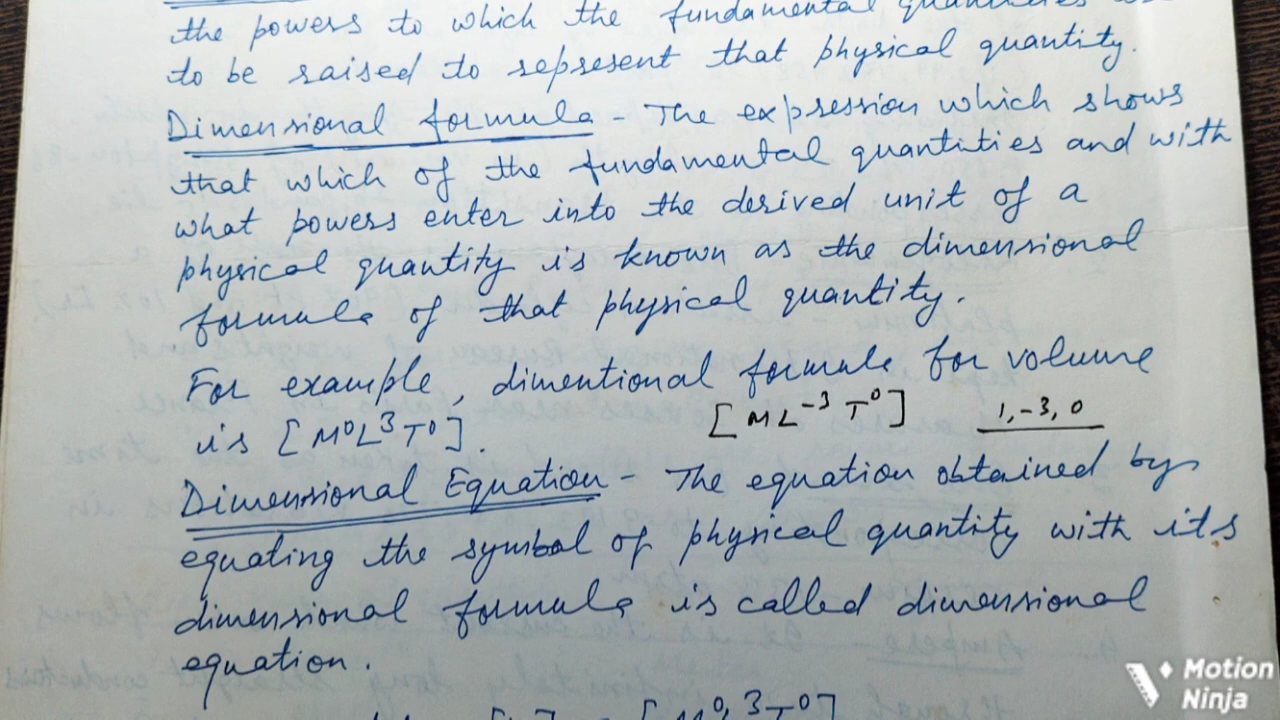 the powers to which the fundamental quantities
to be raised to represent that physical quantity.
Dimensional formula - The expression which shows
that which of the fundamental quantities and with
what powers enter into the derived unit of a
physical quantity is known as the dimensional
formula of that physical quantity.
For example, dimentional formula for volume
is [M⁰L³T⁰]. [ML⁻³T⁰] 1,-3,0
Dimensional Equation - The equation obtained by
equating the symbol of physical quantity with its
dimensional formula is called dimensional
equation.
Motion
Ninja